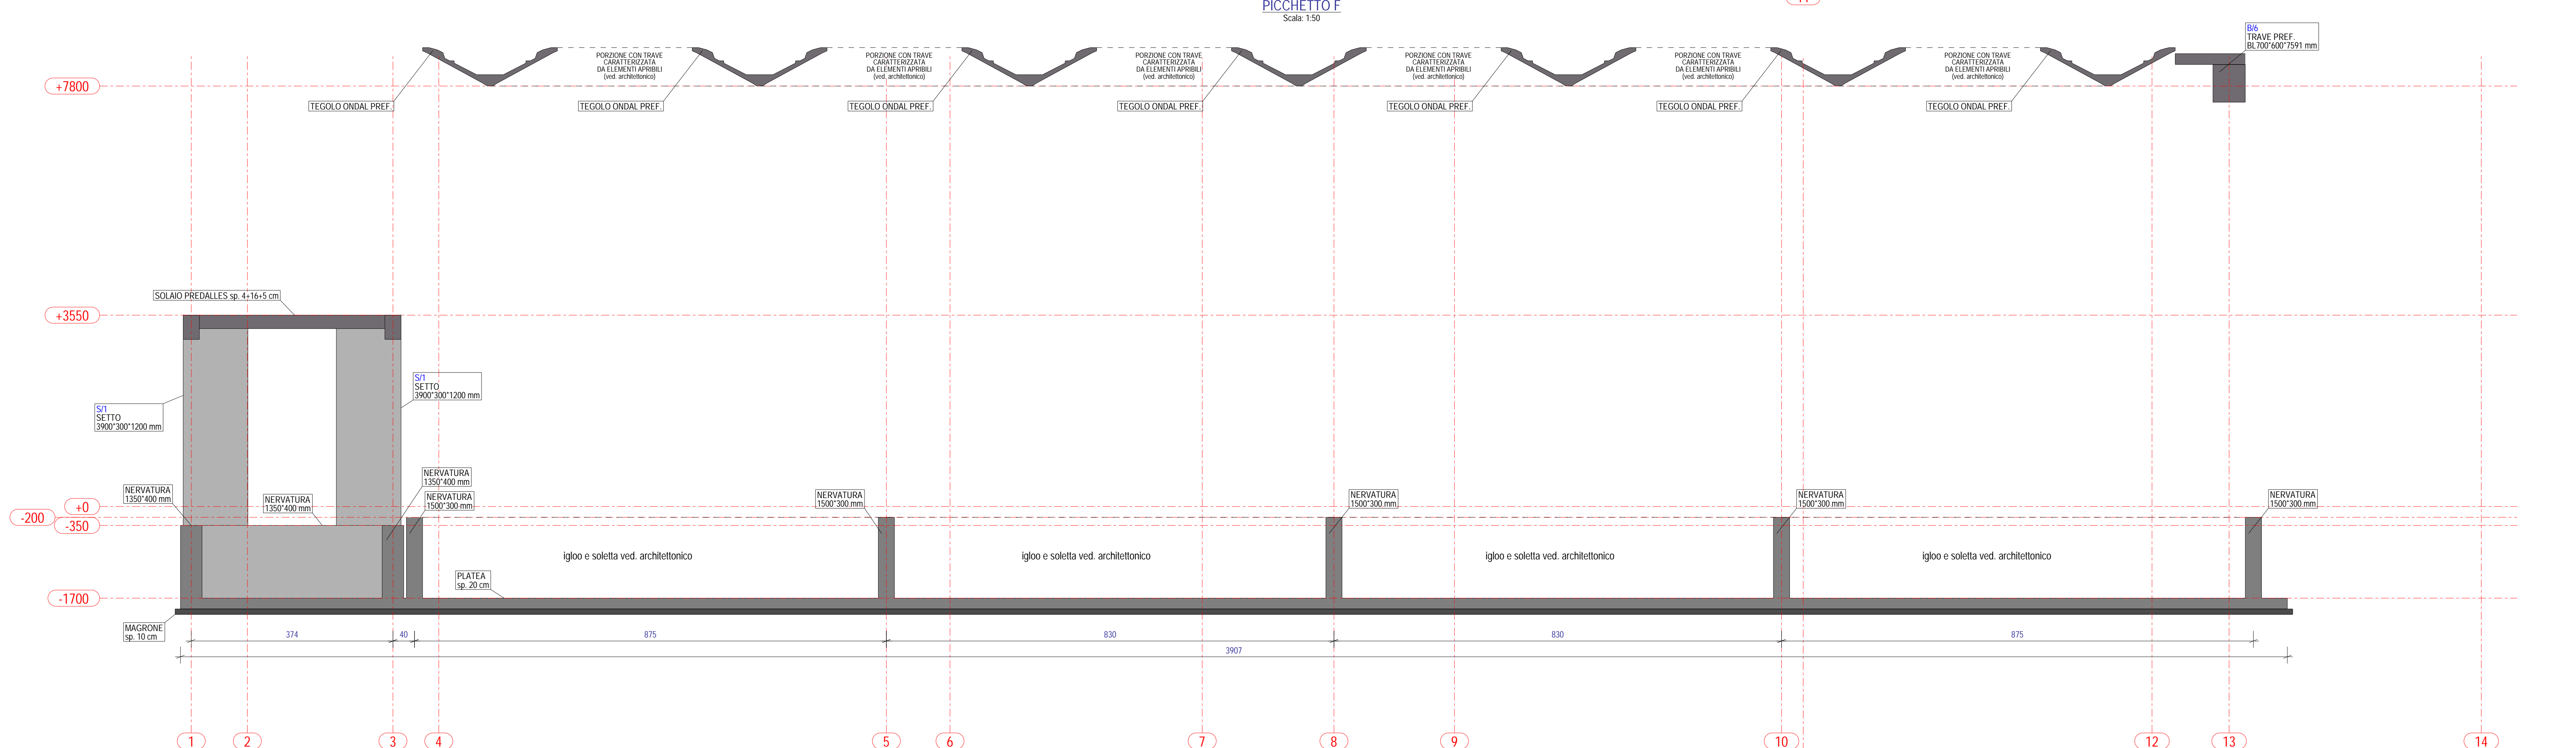 PICCHETTO F
Scala: 1:50
11
B/6
TRAVE PREF.
BL700*600*7591 mm
PORZIONE CON TRAVE
CARATTERIZZATA
DA ELEMENTI APRIBILI
(ved. architettonico)
PORZIONE CON TRAVE
CARATTERIZZATA
DA ELEMENTI APRIBILI
(ved. architettonico)
PORZIONE CON TRAVE
CARATTERIZZATA
DA ELEMENTI APRIBILI
(ved. architettonico)
PORZIONE CON TRAVE
CARATTERIZZATA
DA ELEMENTI APRIBILI
(ved. architettonico)
PORZIONE CON TRAVE
CARATTERIZZATA
DA ELEMENTI APRIBILI
(ved. architettonico)
PORZIONE CON TRAVE
CARATTERIZZATA
DA ELEMENTI APRIBILI
(ved. architettonico)
+7800
TEGOLO ONDAL PREF.
TEGOLO ONDAL PREF.
TEGOLO ONDAL PREF.
TEGOLO ONDAL PREF.
TEGOLO ONDAL PREF.
TEGOLO ONDAL PREF.
TEGOLO ONDAL PREF.
SOLAIO PREDALLES sp. 4+16+5 cm
+3550
S/1
SETTO
3900*300*1200 mm
S/1
SETTO
3900*300*1200 mm
NERVATURA
1350*400 mm
NERVATURA
1350*400 mm
NERVATURA
1350*400 mm
NERVATURA
1500*300 mm
NERVATURA
1500*300 mm
NERVATURA
1500*300 mm
NERVATURA
1500*300 mm
NERVATURA
1500*300 mm
+0
-200
-350
igloo e soletta ved. architettonico
igloo e soletta ved. architettonico
igloo e soletta ved. architettonico
igloo e soletta ved. architettonico
PLATEA
sp. 20 cm
-1700
MAGRONE
sp. 10 cm
374
40
875
830
830
875
3907
1
2
3
4
5
6
7
8
9
10
12
13
14